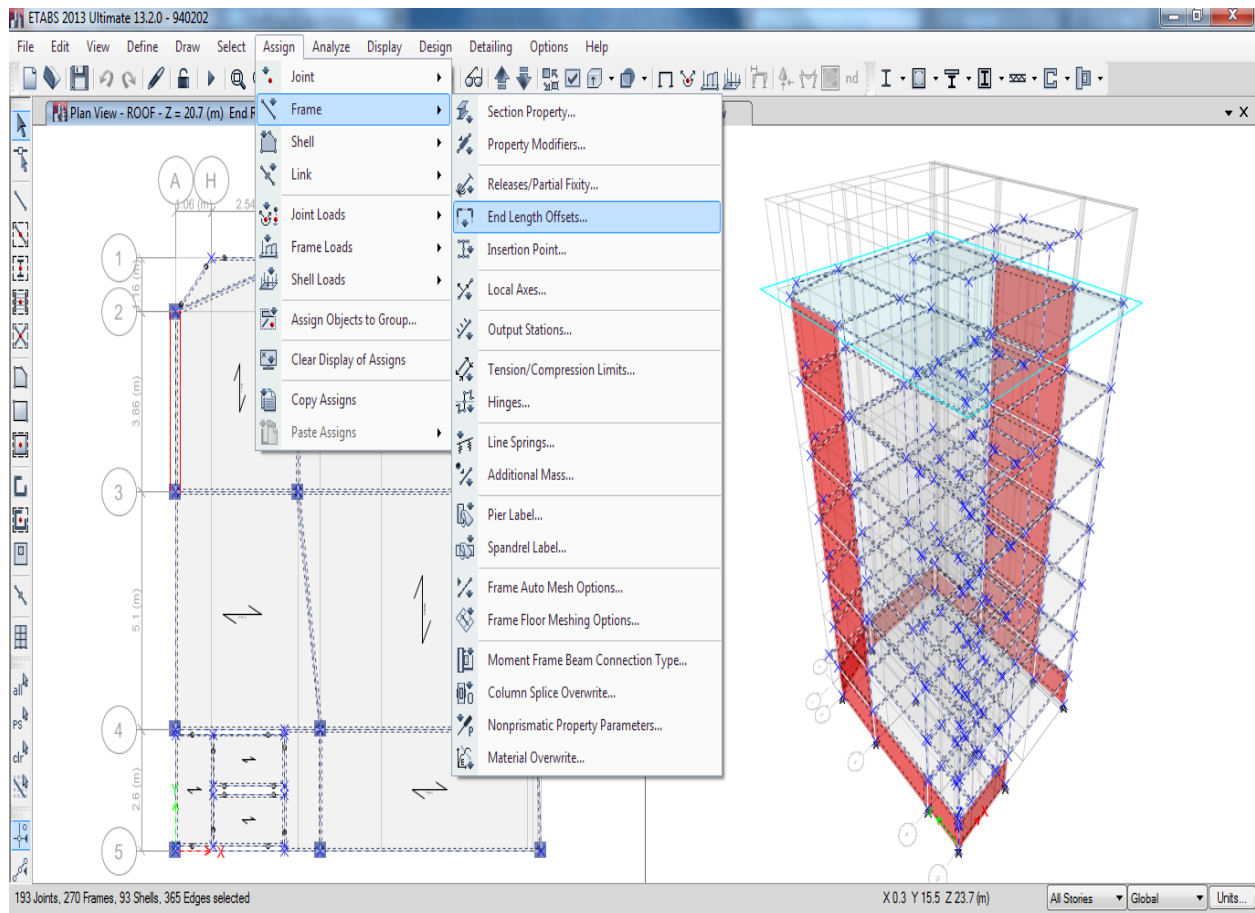 ETABS 2013 Ultimate 13.2.0 - 940202
File Edit View Define Draw Select Assign Analyze Display Design Detailing Options Help
nd
Plan View - ROOF - Z = 20.7 (m) End R
Joint
Frame
Shell
Link
Joint Loads
Frame Loads
Shell Loads
Assign Objects to Group...
Clear Display of Assigns
Copy Assigns
Paste Assigns
Section Property...
Property Modifiers...
Releases/Partial Fixity...
End Length Offsets...
Insertion Point...
Local Axes...
Output Stations...
Tension/Compression Limits...
Hinges...
Line Springs...
Additional Mass...
Pier Label...
Spandrel Label...
Frame Auto Mesh Options...
Frame Floor Meshing Options...
Moment Frame Beam Connection Type...
Column Splice Overwrite...
Nonprismatic Property Parameters...
Material Overwrite...
all
PS
clr
A H
1.06 (m) 2.54
1
2
3.86 (m)
3
5.1 (m)
4
2.6 (m)
5
X
193 Joints, 270 Frames, 93 Shells, 365 Edges selected
X 0.3 Y 15.5 Z 23.7 (m)
All Stories
Global
Units...